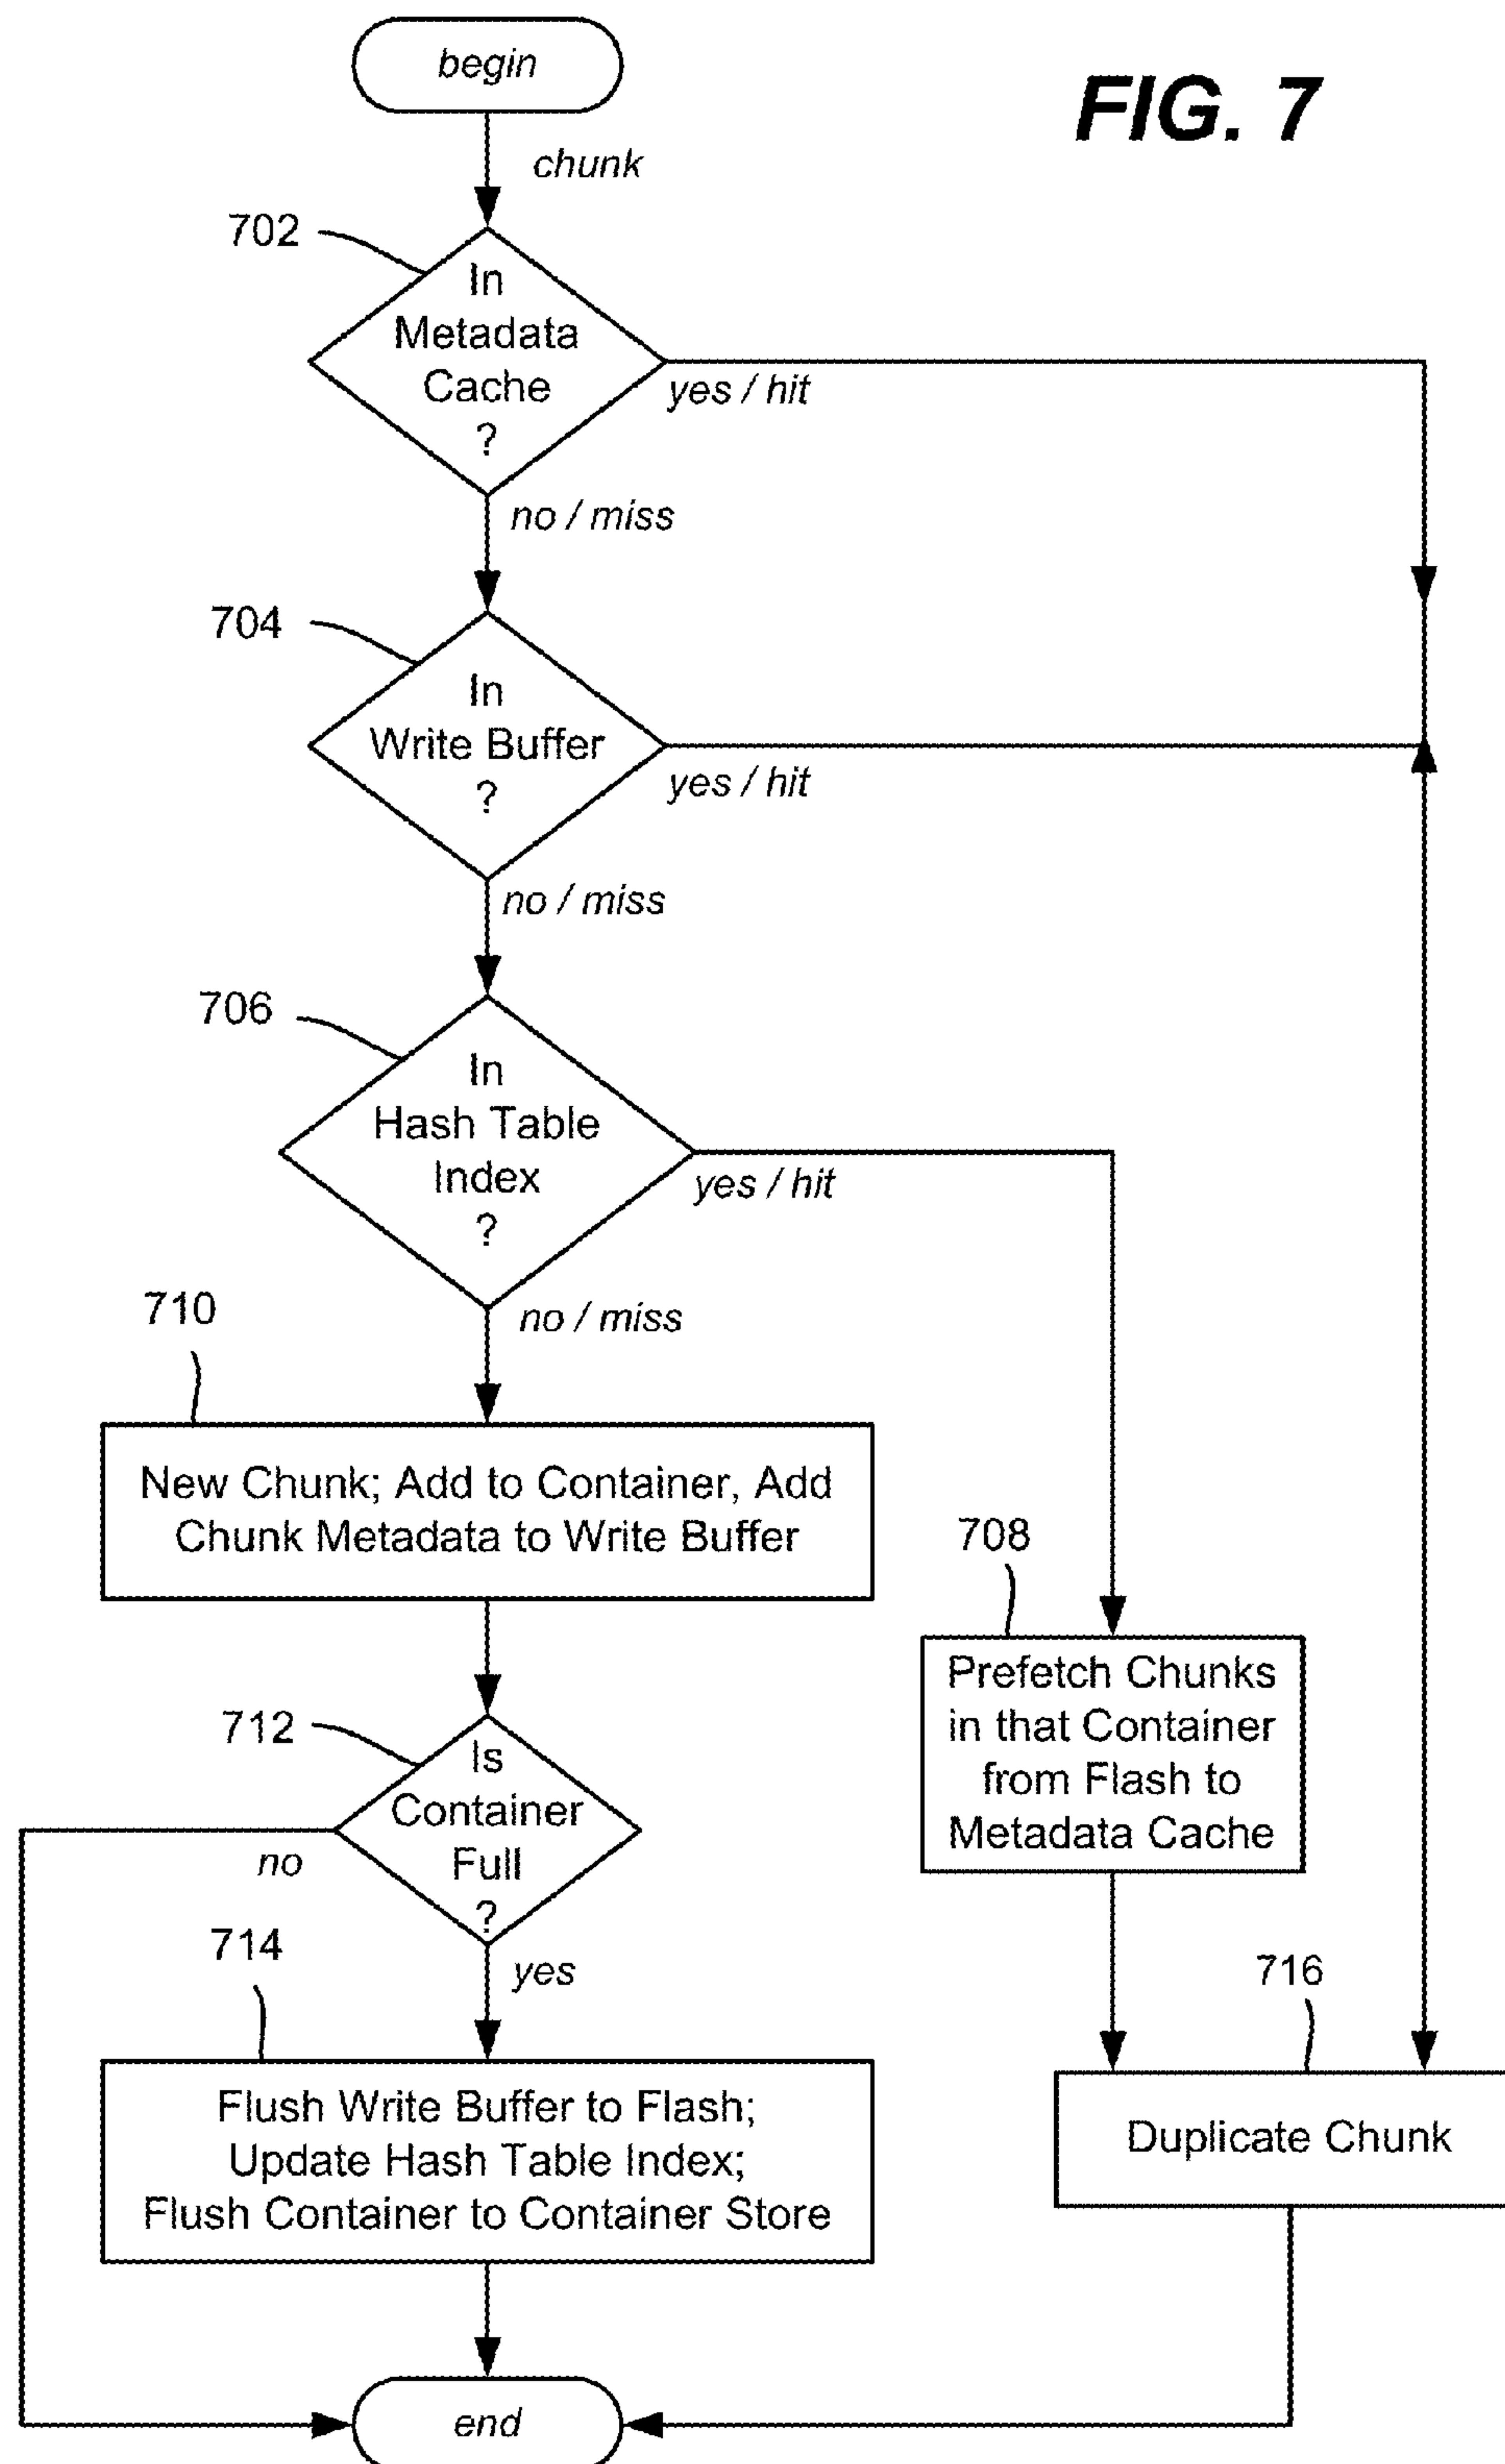 begin
FIG. 7
chunk
702
In
Metadata
Cache
?
yes / hit
no / miss
704
In
Write Buffer
?
yes / hit
no / miss
706
In
Hash Table
Index
?
yes / hit
no / miss
710
New Chunk; Add to Container, Add
Chunk Metadata to Write Buffer
708
Prefetch Chunks
in that Container
from Flash to
Metadata Cache
712
Is
Container
Full
?
no
yes
714
Flush Write Buffer to Flash;
Update Hash Table Index;
Flush Container to Container Store
716
Duplicate Chunk
end